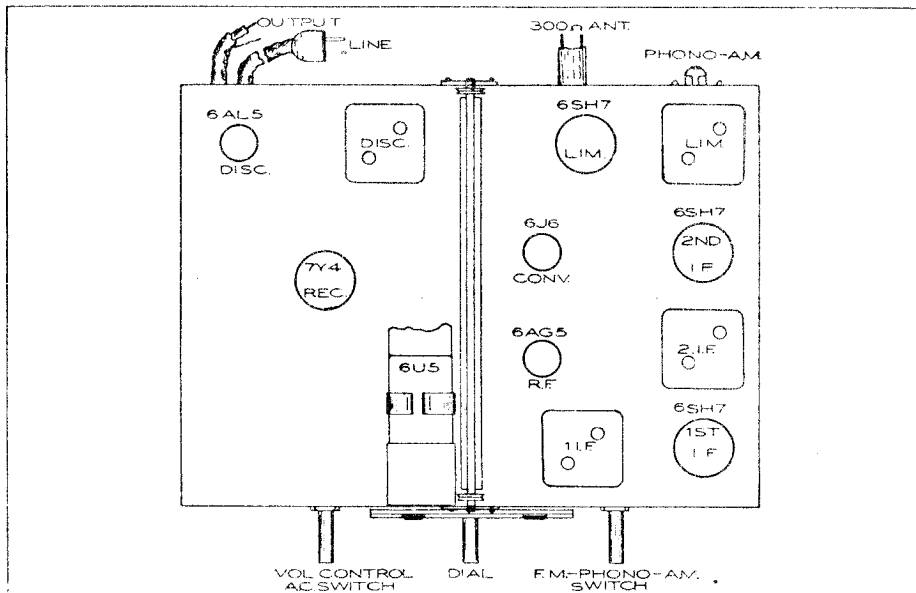 OUTPUT
LINE
300Ω ANT.
PHONO-AM.
6AL5
DISC.
DISC.
6SH7
LIM.
LIM.
6J6
CONV.
6SH7
2ND
I.F.
7Y4
REC.
6U5
6AG5
R.F.
2.I.F.
6SH7
1ST
I.F.
1 I.F.
VOL CONTROL
A.C. SWITCH
DIAL
F.M.-PHONO-A.M.
SWITCH